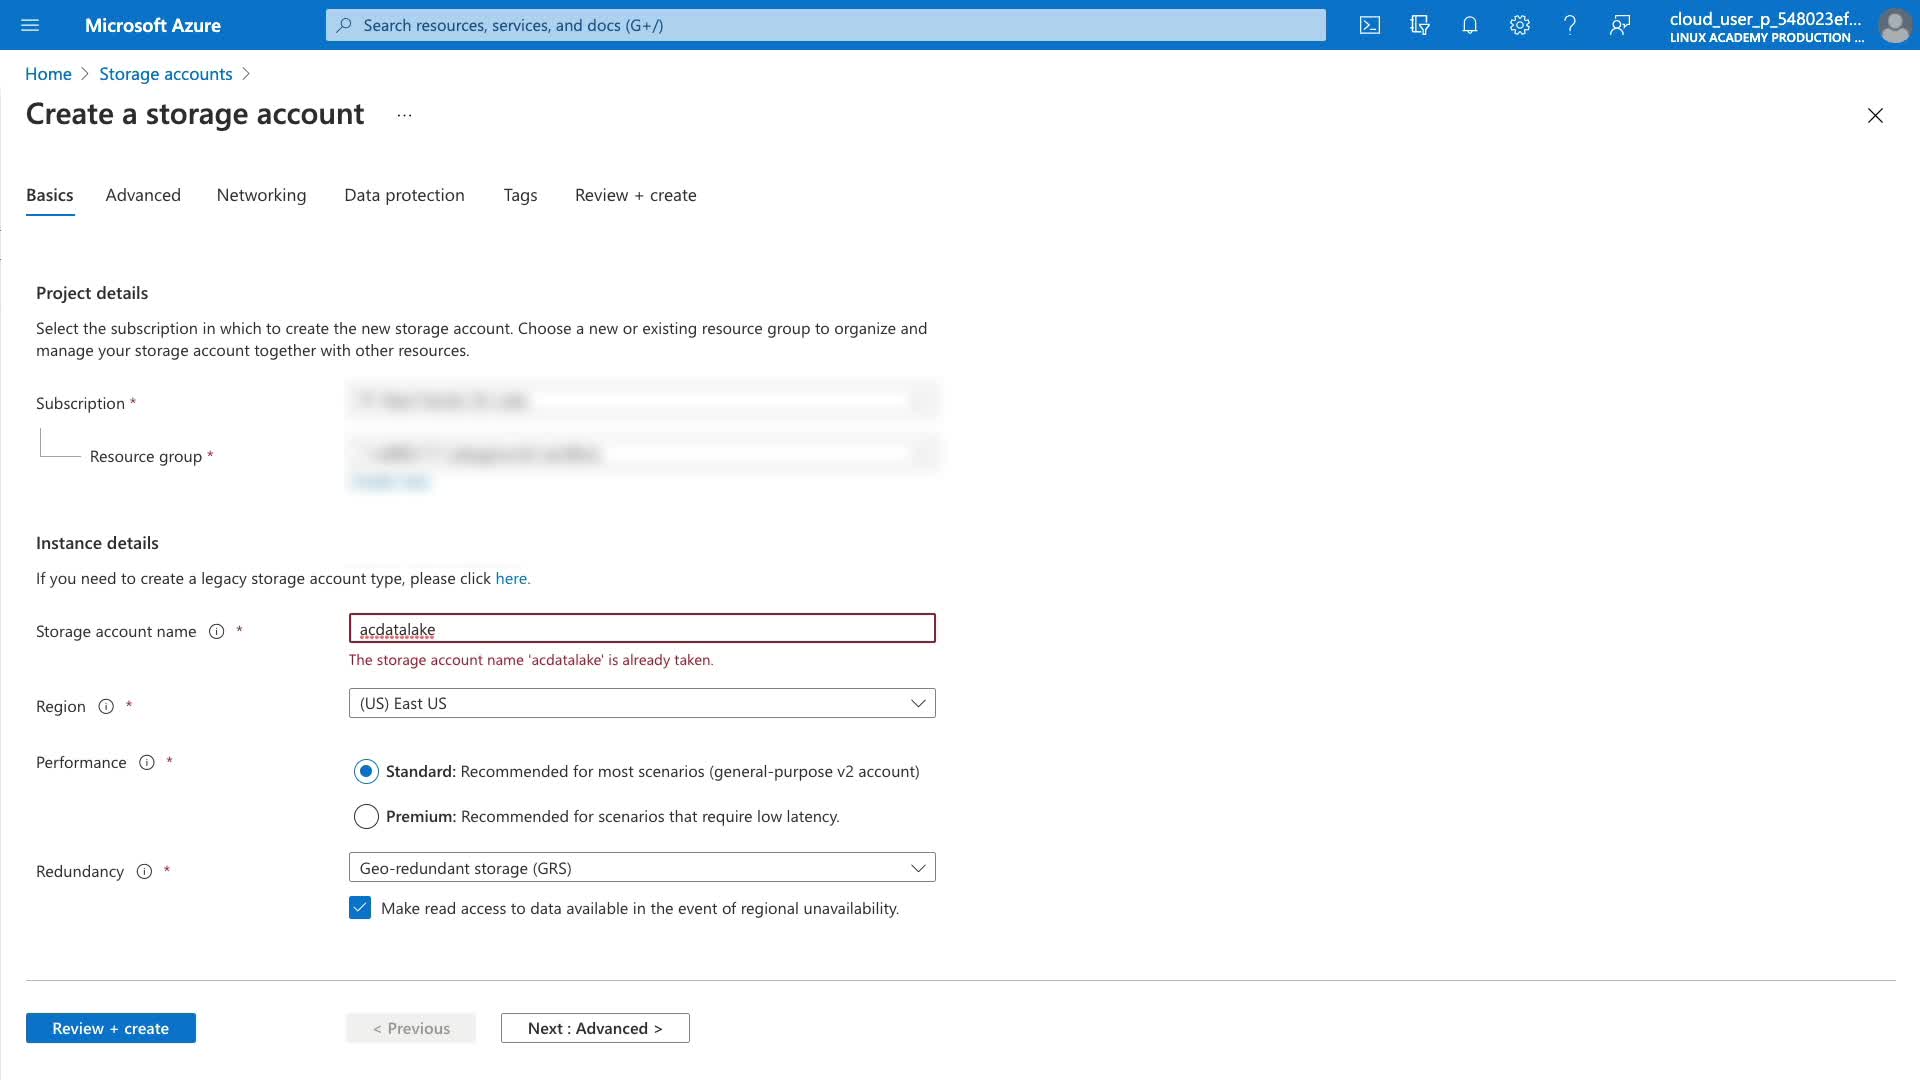 Microsoft Azure
Search resources, services, and docs (G+/)
cloud_user_p_548023ef...
LINUX ACADEMY PRODUCTION ...
Home > Storage accounts >
Create a storage account ...
Basics Advanced Networking Data protection Tags Review + create
Project details
Select the subscription in which to create the new storage account. Choose a new or existing resource group to organize and
manage your storage account together with other resources.
Subscription *
Resource group *
Instance details
If you need to create a legacy storage account type, please click here.
Storage account name *
acdatalake
The storage account name 'acdatalake' is already taken.
Region *
(US) East US
Performance *
Standard: Recommended for most scenarios (general-purpose v2 account)
Premium: Recommended for scenarios that require low latency.
Redundancy *
Geo-redundant storage (GRS)
Make read access to data available in the event of regional unavailability.
Review + create
< Previous
Next : Advanced >